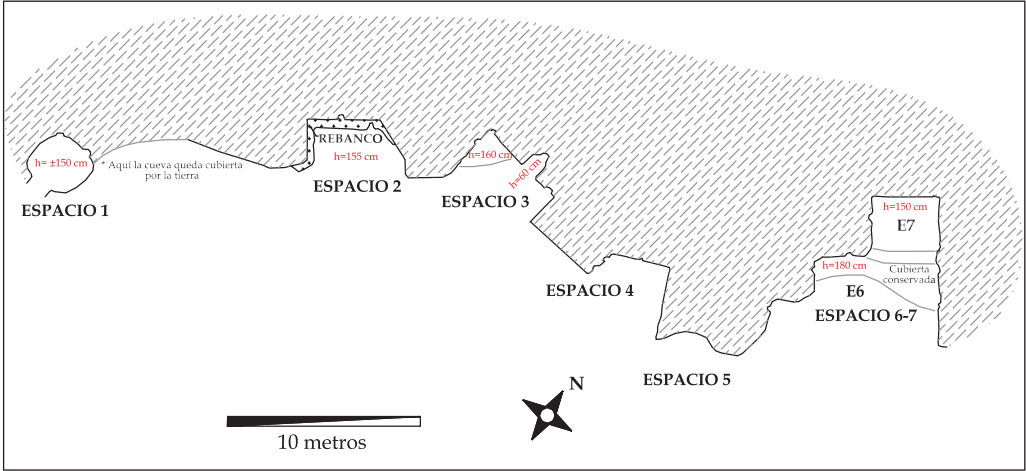 h= ±150 cm
* Aquí la cueva queda cubierta
por la tierra
ESPACIO 1
REBANCO
h=155 cm
ESPACIO 2
h=160 cm
h=60 cm
ESPACIO 3
ESPACIO 4
ESPACIO 5
h=150 cm
E7
h=180 cm
Cubierta
conservada
E6
ESPACIO 6-7
N
10 metros